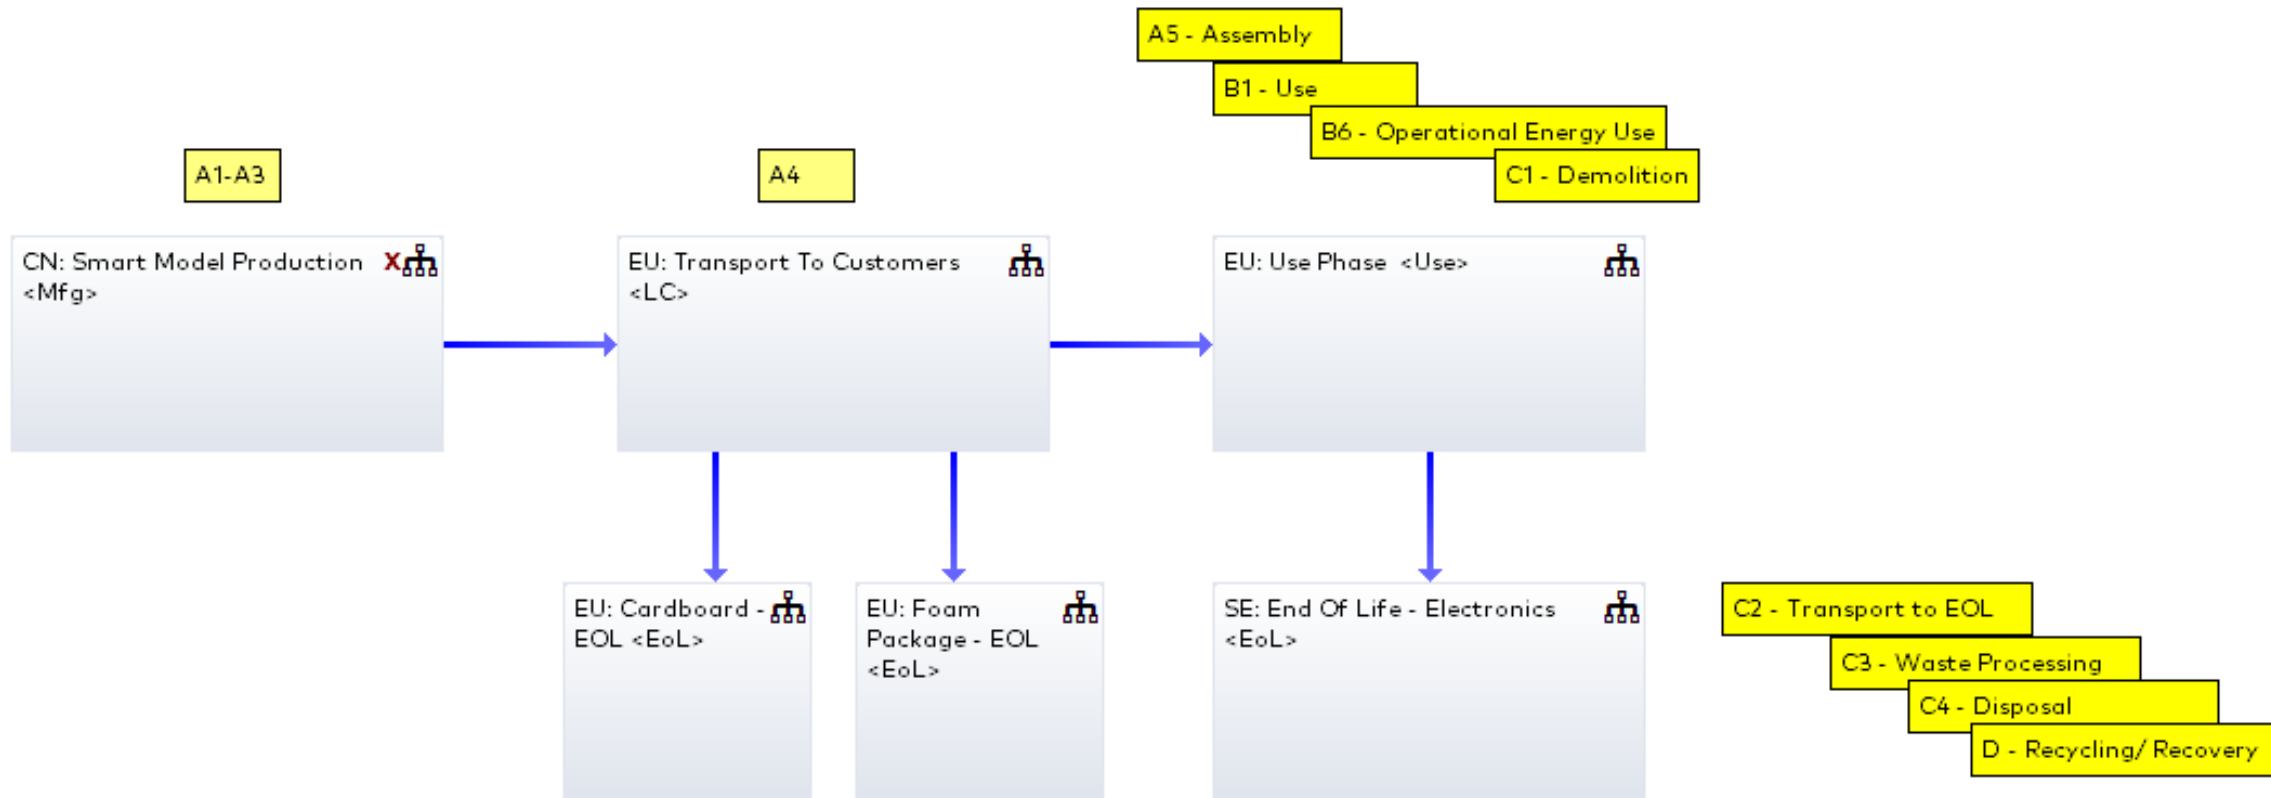 A5 - Assembly
B1 - Use
B6 - Operational Energy Use
C1 - Demolition
A1-A3
A4
CN: Smart Model Production X
<Mfg>
EU: Transport To Customers
<LC>
EU: Use Phase <Use>
EU: Cardboard -
EOL <EoL>
EU: Foam
Package - EOL
<EoL>
SE: End Of Life - Electronics
<EoL>
C2 - Transport to EOL
C3 - Waste Processing
C4 - Disposal
D - Recycling/ Recovery